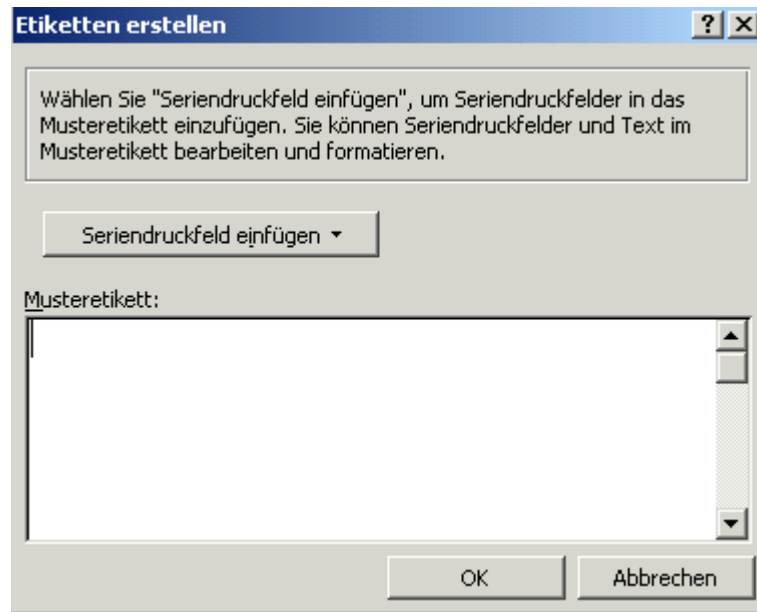 Etiketten erstellen
Wählen Sie "Seriendruckfeld einfügen", um Seriendruckfelder in das
Musteretikett einzufügen. Sie können Seriendruckfelder und Text im
Musteretikett bearbeiten und formatieren.
Seriendruckfeld einfügen
Musteretikett:
OK Abbrechen